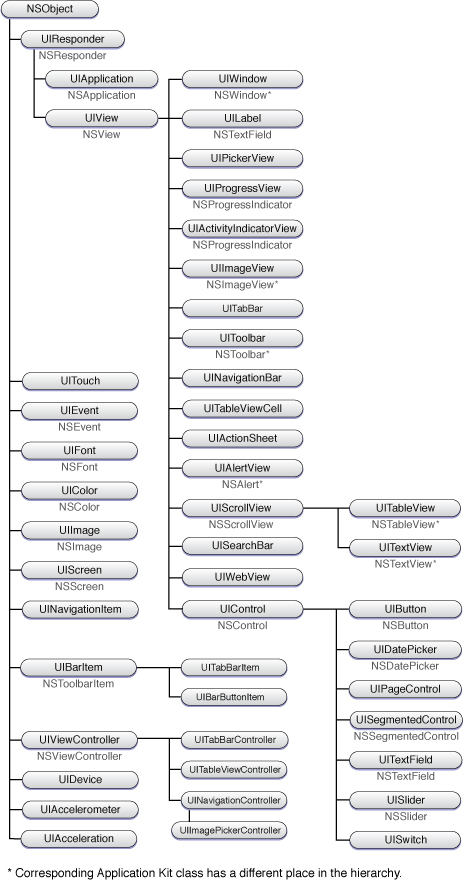 NSObject
UIResponder
NSResponder
UIApplication
NSApplication
UIView
NSView
UIWindow
NSWindow*
UILabel
NSTextField
UIPickerView
UIProgressView
NSProgressIndicator
UIActivityIndicatorView
NSProgressIndicator
UIImageView
NSImageView*
UITabBar
UIToolbar
NSToolbar*
UINavigationBar
UITableViewCell
UIActionSheet
UIAlertView
NSAlert*
UIScrollView
NSScrollView
UITableView
NSTableView*
UITextView
NSTextView*
UISearchBar
UIWebView
UIControl
NSControl
UIButton
NSButton
UIDatePicker
NSDatePicker
UIPageControl
UISegmentedControl
NSSegmentedControl
UITextField
NSTextField
UISlider
NSSlider
UISwitch
UITouch
UIEvent
NSEvent
UIFont
NSFont
UIColor
NSColor
UIImage
NSImage
UIScreen
NSScreen
UINavigationItem
UIBarItem
NSToolbarItem
UITabBarItem
UIBarButtonItem
UIViewController
NSViewController
UITabBarController
UITableViewController
UINavigationController
UIImagePickerController
UIDevice
UIAccelerometer
UIAcceleration
* Corresponding Application Kit class has a different place in the hierarchy.